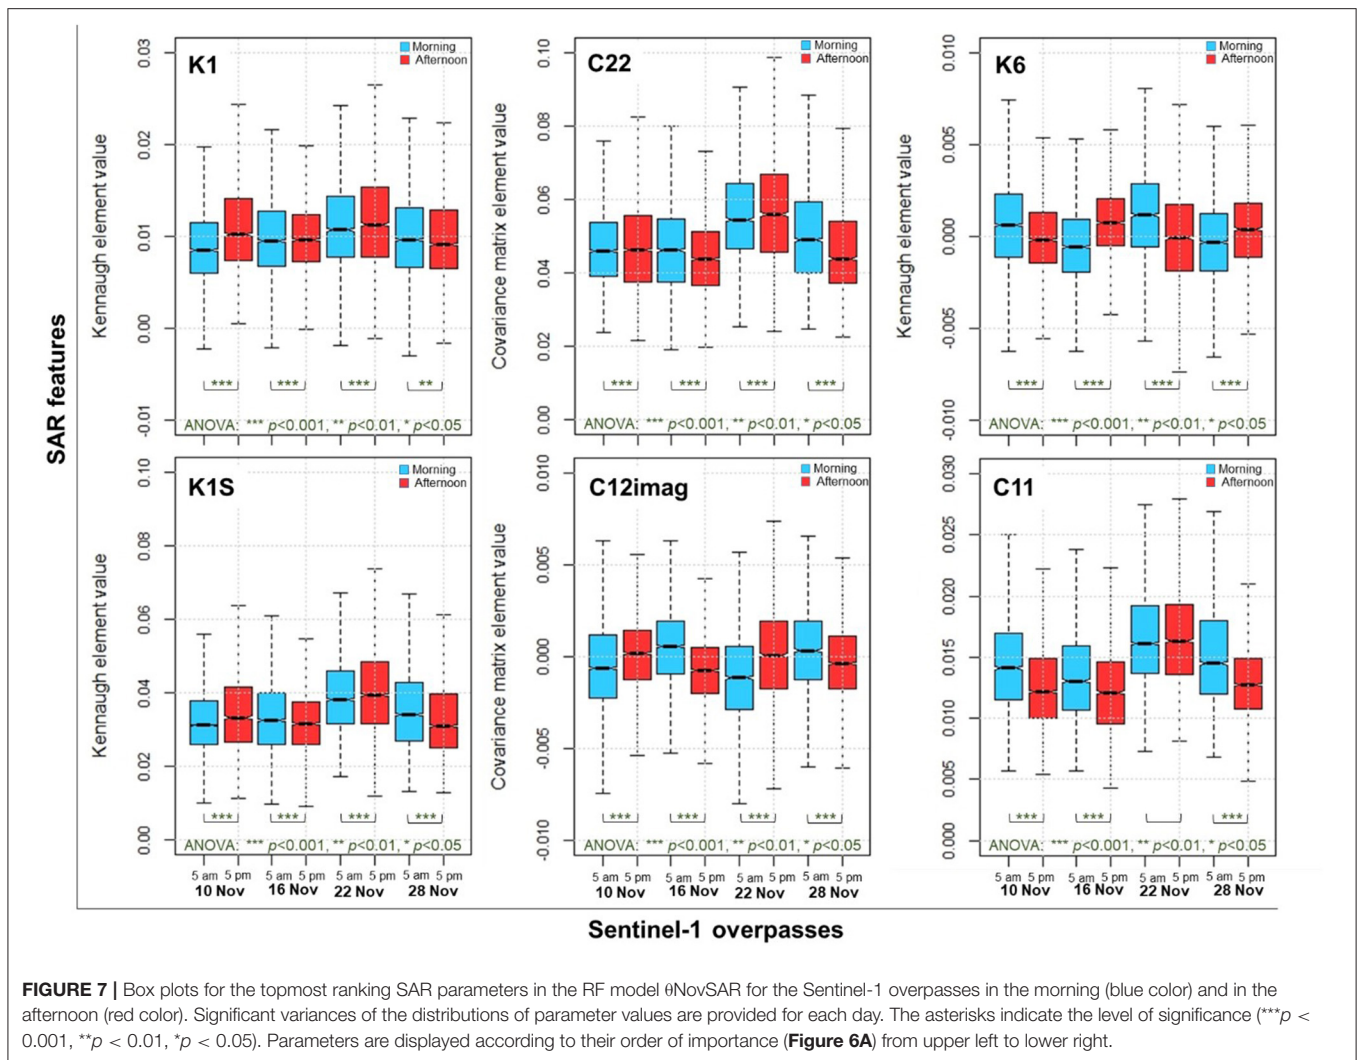 SAR features
K1
Morning
Afternoon
Kennaugh element value
0.03
0.02
0.01
0.00
-0.01
*** *** *** **
ANOVA: *** p<0.001, ** p<0.01, * p<0.05
C22
Morning
Afternoon
Covariance matrix element value
0.10
0.08
0.06
0.04
0.02
0.00
*** *** *** ***
ANOVA: *** p<0.001, ** p<0.01, * p<0.05
K6
Morning
Afternoon
Kennaugh element value
0.010
0.005
0.000
-0.005
-0.010
*** *** *** ***
ANOVA: *** p<0.001, ** p<0.01, * p<0.05
K1S
Morning
Afternoon
Kennaugh element value
0.10
0.08
0.06
0.04
0.02
0.00
*** *** *** ***
ANOVA: *** p<0.001, ** p<0.01, * p<0.05
5 am 5 pm 5 am 5 pm 5 am 5 pm 5 am 5 pm
10 Nov 16 Nov 22 Nov 28 Nov
C12imag
Morning
Afternoon
Covariance matrix element value
0.010
0.005
0.000
-0.005
-0.010
*** *** *** ***
ANOVA: *** p<0.001, ** p<0.01, * p<0.05
5 am 5 pm 5 am 5 pm 5 am 5 pm 5 am 5 pm
10 Nov 16 Nov 22 Nov 28 Nov
C11
Morning
Afternoon
0.030
0.025
0.020
0.015
0.010
0.005
0.000
*** *** ***
ANOVA: *** p<0.001, ** p<0.01, * p<0.05
5 am 5 pm 5 am 5 pm 5 am 5 pm 5 am 5 pm
10 Nov 16 Nov 22 Nov 28 Nov
Sentinel-1 overpasses
FIGURE 7 | Box plots for the topmost ranking SAR parameters in the RF model θNovSAR for the Sentinel-1 overpasses in the morning (blue color) and in the
afternoon (red color). Significant variances of the distributions of parameter values are provided for each day. The asterisks indicate the level of significance (***p <
0.001, **p < 0.01, *p < 0.05). Parameters are displayed according to their order of importance (Figure 6A) from upper left to lower right.